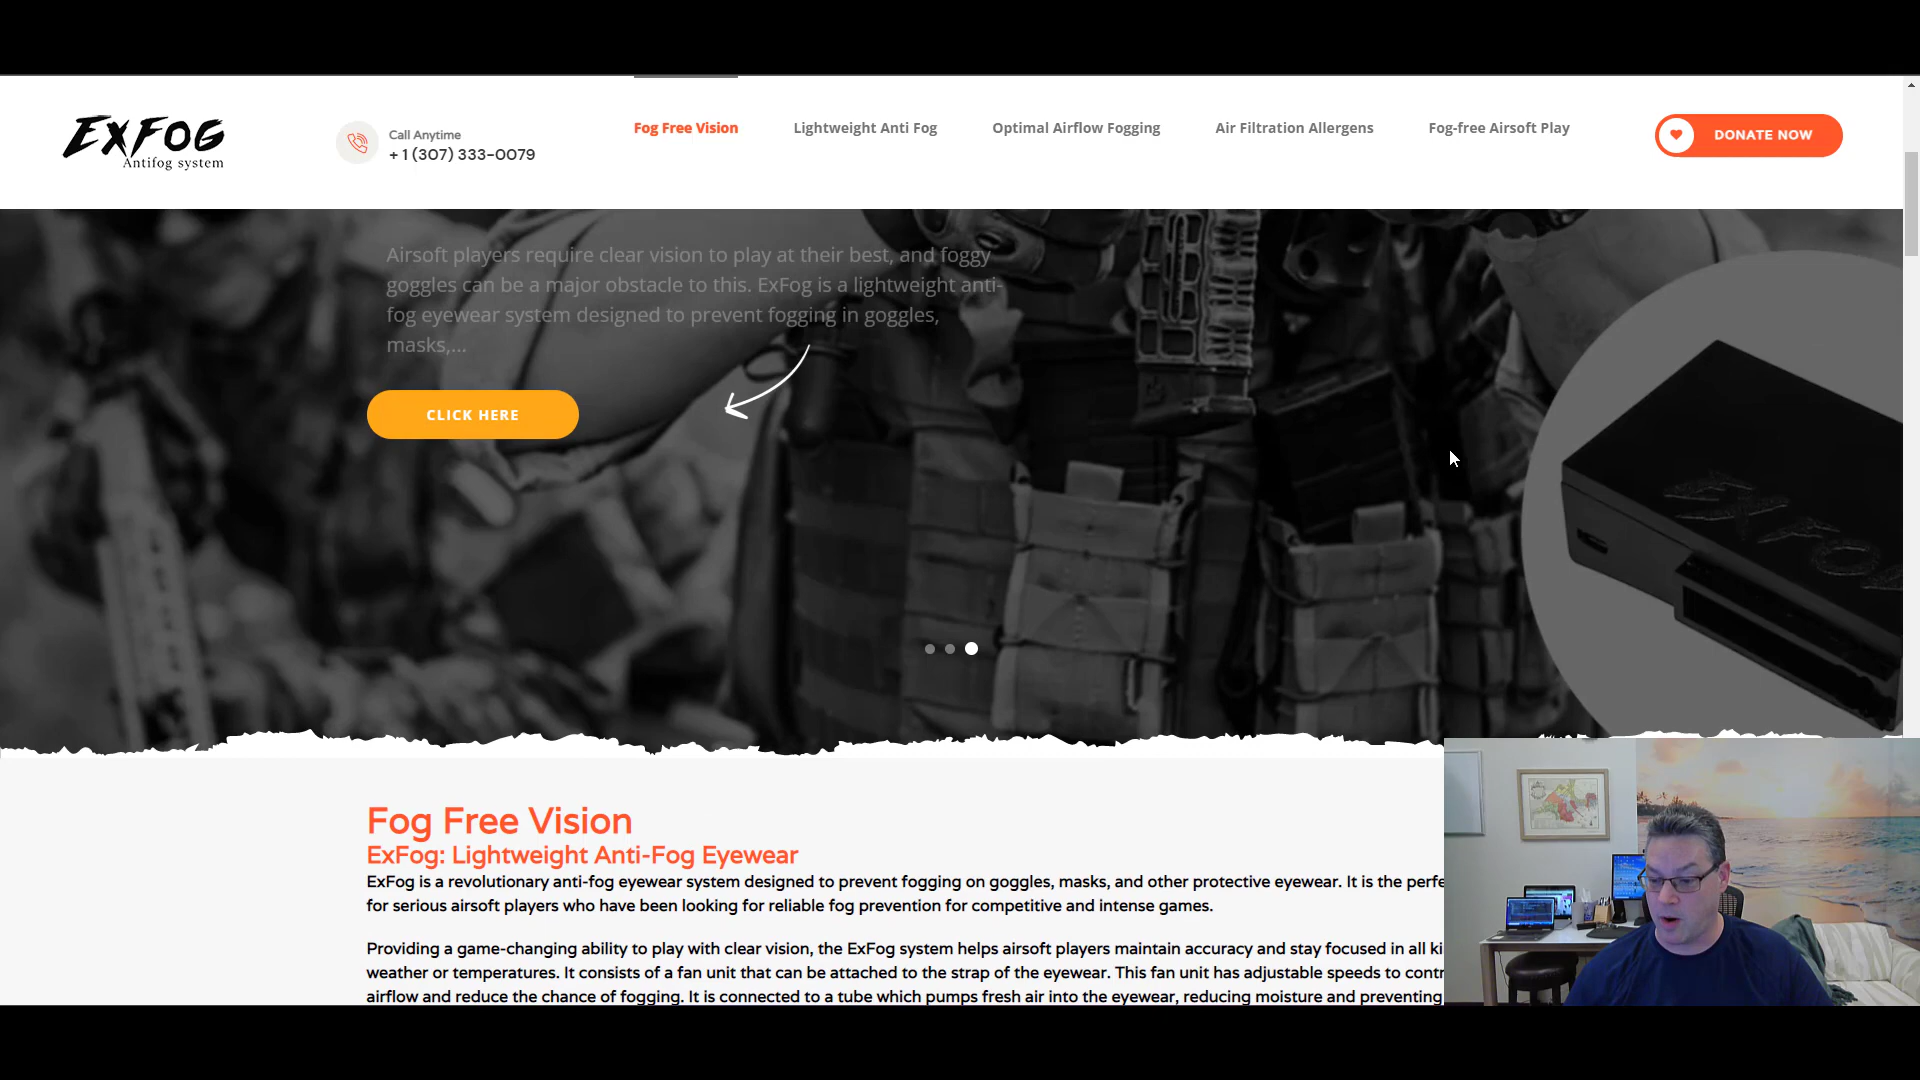 EXFOG
Antifog system
Call Anytime
+ 1 (307) 333-0079
Fog Free Vision
Lightweight Anti Fog
Optimal Airflow Fogging
Air Filtration Allergens
Fog-free Airsoft Play
DONATE NOW
Airsoft players require clear vision to play at their best, and foggy
goggles can be a major obstacle to this. ExFog is a lightweight anti-
fog eyewear system designed to prevent fogging in goggles,
masks,...
CLICK HERE
EXFOG
Fog Free Vision
ExFog: Lightweight Anti-Fog Eyewear
ExFog is a revolutionary anti-fog eyewear system designed to prevent fogging on goggles, masks, and other protective eyewear. It is the perfe
for serious airsoft players who have been looking for reliable fog prevention for competitive and intense games.
Providing a game-changing ability to play with clear vision, the ExFog system helps airsoft players maintain accuracy and stay focused in all ki
weather or temperatures. It consists of a fan unit that can be attached to the strap of the eyewear. This fan unit has adjustable speeds to contr
airflow and reduce the chance of fogging. It is connected to a tube which pumps fresh air into the eyewear, reducing moisture and preventing